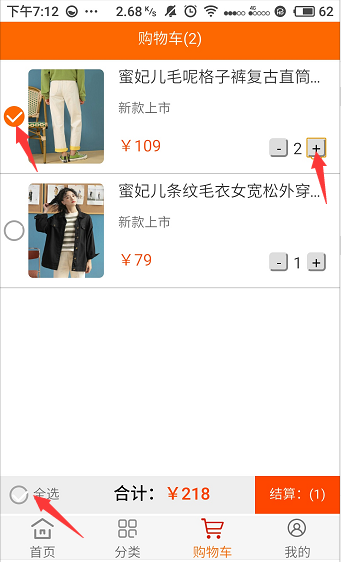 下午7:12 ... 2.68 K/s 4G 62
购物车(2)
蜜妃儿毛呢格子裤复古直筒...
新款上市
￥109
- 2 +
蜜妃儿条纹毛衣女宽松外穿...
新款上市
￥79
- 1 +
全选 合计：￥218 结算：(1)
首页 分类 购物车 我的